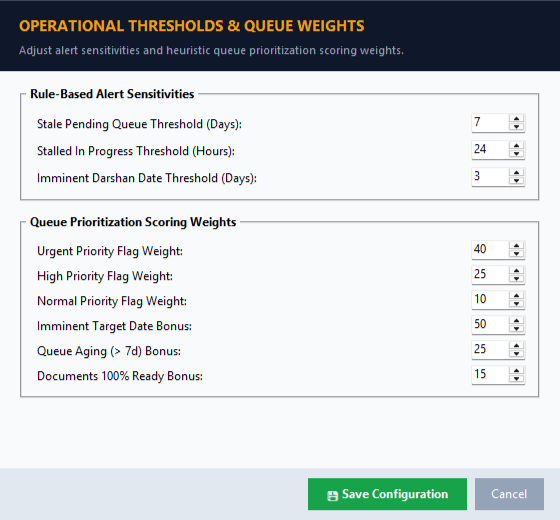 OPERATIONAL THRESHOLDS & QUEUE WEIGHTS
Adjust alert sensitivities and heuristic queue prioritization scoring weights.
Rule-Based Alert Sensitivities
Stale Pending Queue Threshold (Days): 7
Stalled In Progress Threshold (Hours): 24
Imminent Darshan Date Threshold (Days): 3
Queue Prioritization Scoring Weights
Urgent Priority Flag Weight: 40
High Priority Flag Weight: 25
Normal Priority Flag Weight: 10
Imminent Target Date Bonus: 50
Queue Aging (> 7d) Bonus: 25
Documents 100% Ready Bonus: 15
Save Configuration Cancel